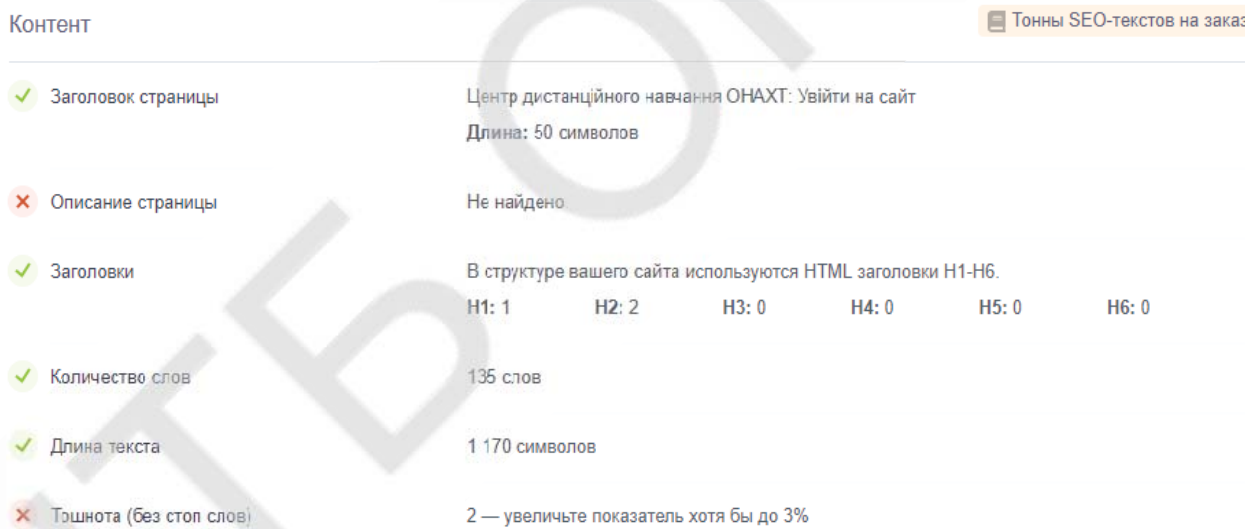 Контент
Тонны SEO-текстов на заказ
Заголовок страницы
Центр дистанційного навчання ОНАХТ: Увійти на сайт
Длина: 50 символов
Описание страницы
Не найдено
Заголовки
В структуре вашего сайта используются HTML заголовки H1-H6.
H1: 1 H2: 2 H3: 0 H4: 0 H5: 0 H6: 0
Количество слов
135 слов
Длина текста
1 170 символов
Тошнота (без стоп слов)
2 — увеличьте показатель хотя бы до 3%